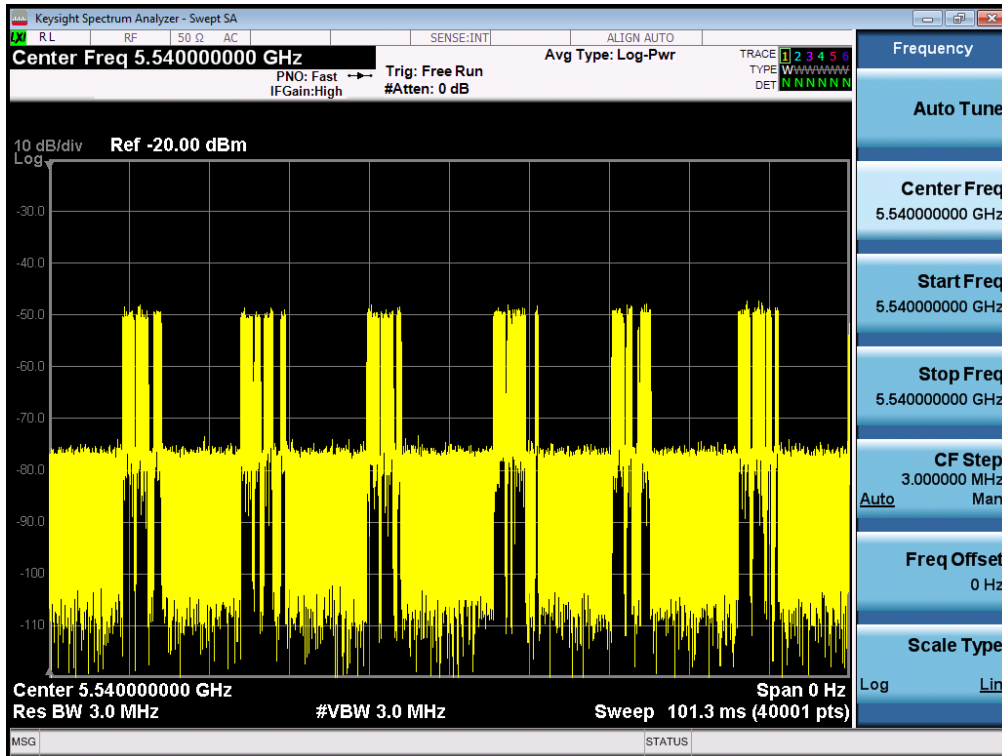 Keysight Spectrum Analyzer - Swept SA
LXI RL RF 50 Ω AC SENSE:INT ALIGN AUTO
Center Freq 5.540000000 GHz
PNO: Fast
IFGain:High
Trig: Free Run
#Atten: 0 dB
Avg Type: Log-Pwr
TRACE 1 2 3 4 5 6
TYPE WWWWWWW
DET N N N N N N
10 dB/div Ref -20.00 dBm
Log
-30.0
-40.0
-50.0
-60.0
-70.0
-80.0
-90.0
-100
-110
Center 5.540000000 GHz Span 0 Hz
Res BW 3.0 MHz #VBW 3.0 MHz Sweep 101.3 ms (40001 pts)
MSG STATUS
Frequency
Auto Tune
Center Freq
5.540000000 GHz
Start Freq
5.540000000 GHz
Stop Freq
5.540000000 GHz
CF Step
3.000000 MHz
Auto Man
Freq Offset
0 Hz
Scale Type
Log Lin